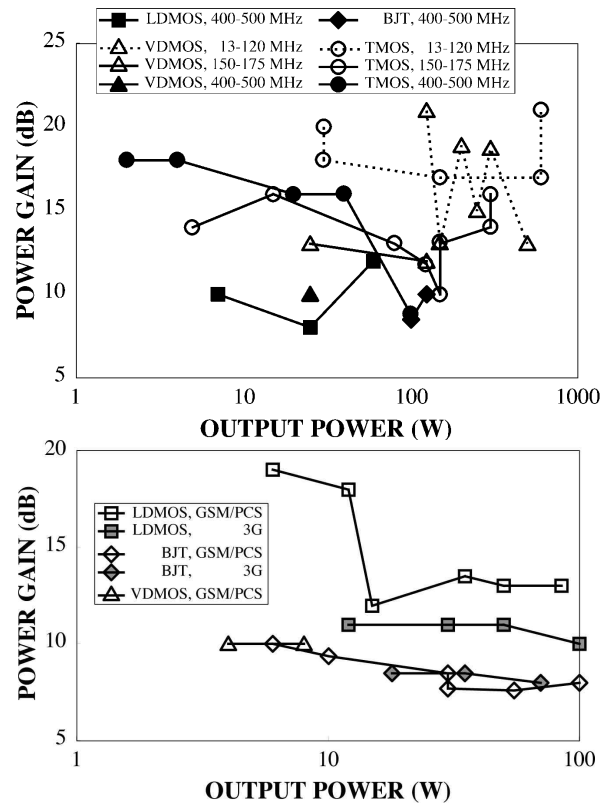 LDMOS, 400-500 MHz
BJT, 400-500 MHz
VDMOS, 13-120 MHz
TMOS, 13-120 MHz
VDMOS, 150-175 MHz
TMOS, 150-175 MHz
VDMOS, 400-500 MHz
TMOS, 400-500 MHz
25
20
15
10
5
POWER GAIN (dB)
1
10
100
1000
OUTPUT POWER (W)
20
15
10
5
POWER GAIN (dB)
LDMOS, GSM/PCS
LDMOS, 3G
BJT, GSM/PCS
BJT, 3G
VDMOS, GSM/PCS
1
10
100
OUTPUT POWER (W)